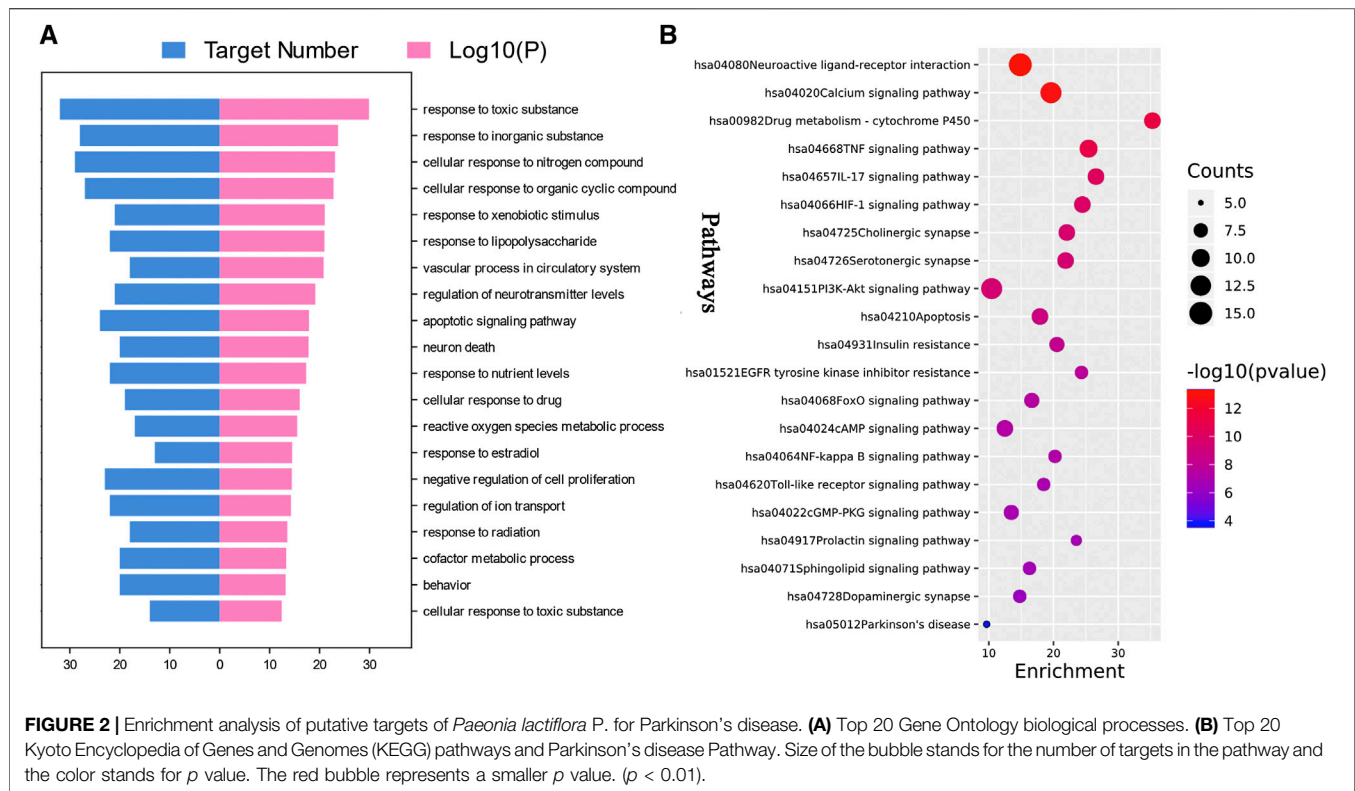 A
Target Number
Log10(P)
response to toxic substance
response to inorganic substance
cellular response to nitrogen compound
cellular response to organic cyclic compound
response to xenobiotic stimulus
response to lipopolysaccharide
vascular process in circulatory system
regulation of neurotransmitter levels
apoptotic signaling pathway
neuron death
response to nutrient levels
cellular response to drug
reactive oxygen species metabolic process
response to estradiol
negative regulation of cell proliferation
regulation of ion transport
response to radiation
cofactor metabolic process
behavior
cellular response to toxic substance
30 20 10 0 10 20 30
B
Pathways
hsa04080Neuroactive ligand-receptor interaction
hsa04020Calcium signaling pathway
hsa00982Drug metabolism - cytochrome P450
hsa04668TNF signaling pathway
hsa04657IL-17 signaling pathway
hsa04066HIF-1 signaling pathway
hsa04725Cholinergic synapse
hsa04726Serotonergic synapse
hsa04151PI3K-Akt signaling pathway
hsa04210Apoptosis
hsa04931Insulin resistance
hsa01521EGFR tyrosine kinase inhibitor resistance
hsa04068FoxO signaling pathway
hsa04024cAMP signaling pathway
hsa04064NF-kappa B signaling pathway
hsa04620Toll-like receptor signaling pathway
hsa04022cGMP-PKG signaling pathway
hsa04917Prolactin signaling pathway
hsa04071Sphingolipid signaling pathway
hsa04728Dopaminergic synapse
hsa05012Parkinson's disease
10 20 30
Enrichment
Counts
5.0
7.5
10.0
12.5
15.0
-log10(pvalue)
12
10
8
6
4
FIGURE 2 | Enrichment analysis of putative targets of Paeonia lactiflora P. for Parkinson's disease. (A) Top 20 Gene Ontology biological processes. (B) Top 20
Kyoto Encyclopedia of Genes and Genomes (KEGG) pathways and Parkinson's disease Pathway. Size of the bubble stands for the number of targets in the pathway and
the color stands for p value. The red bubble represents a smaller p value. (p < 0.01).